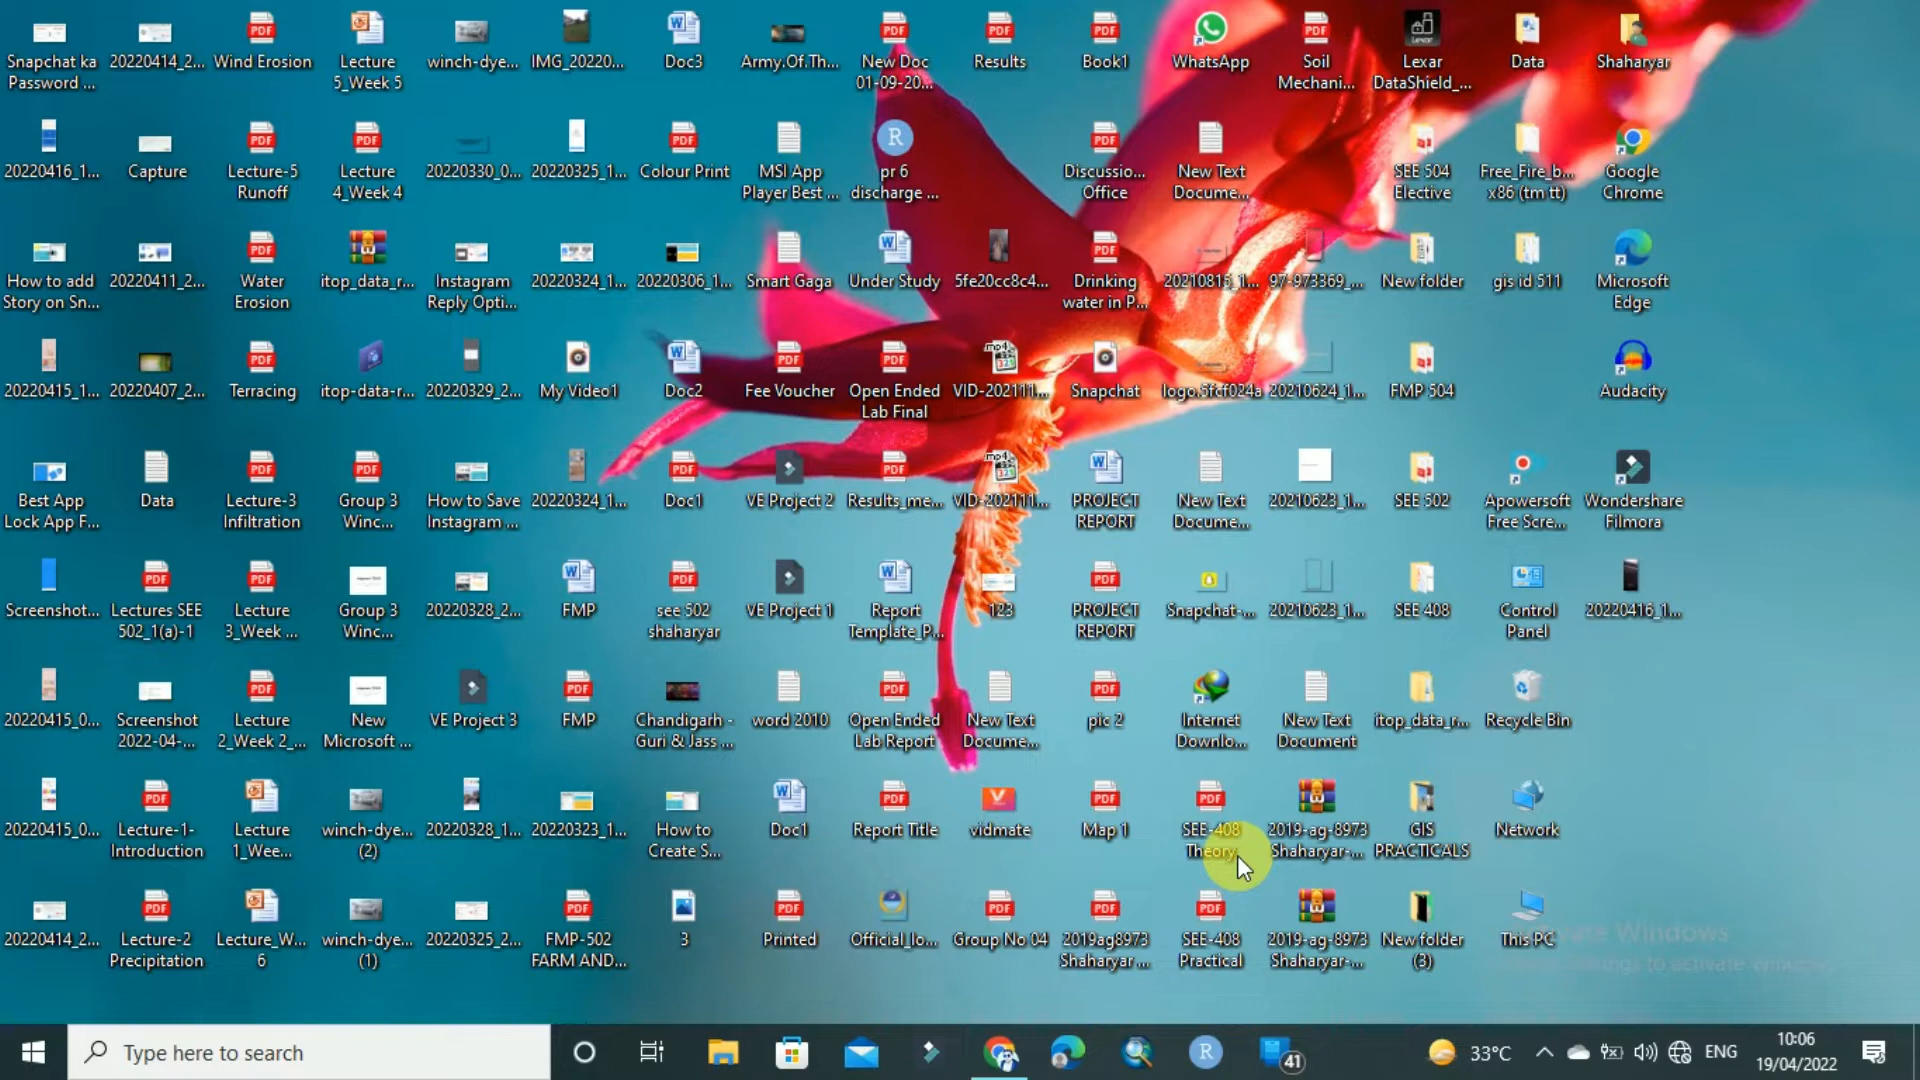 Snapchat ka
Password ...
20220414_2...
Wind Erosion
Lecture
5_Week 5
winch-dye...
IMG_20220...
Doc3
Army.Of.Th...
New Doc
01-09-20...
Results
Book1
WhatsApp
Soil
Mechani...
Lexar
DataShield_...
Data
Shaharyar
20220416_1...
Capture
Lecture-5
Runoff
Lecture
4_Week 4
20220330_0...
20220325_1...
Colour Print
MSI App
Player Best ...
pr 6
discharge ...
Discussio...
Office
New Text
Docume...
SEE 504
Elective
Free_Fire_b...
x86 (tm tt)
Google
Chrome
How to add
Story on Sn...
20220411_2...
Water
Erosion
itop_data_r...
Instagram
Reply Opti...
20220324_1...
20220306_1...
Smart Gaga
Under Study
5fe20cc8c4...
Drinking
water in P...
20210815_1...
97-973369_...
New folder
gis id 511
Microsoft
Edge
20220415_1...
20220407_2...
Terracing
itop-data-r...
20220329_2...
My Video1
Doc2
Fee Voucher
Open Ended
Lab Final
VID-202111...
Snapchat
logo.5fcf024a
20210624_1...
FMP 504
Audacity
Best App
Lock App F...
Data
Lecture-3
Infiltration
Group 3
Winc...
How to Save
Instagram ...
20220324_1...
Doc1
VE Project 2
Results_me...
VID-202111...
PROJECT
REPORT
New Text
Docume...
20210623_1...
SEE 502
Apowersoft
Free Scre...
Wondershare
Filmora
Screenshot...
Lectures SEE
502_1(a)-1
Lecture
3_Week ...
Group 3
Winc...
20220328_2...
FMP
see 502
shaharyar
VE Project 1
Report
Template_P...
123
PROJECT
REPORT
Snapchat-...
20210623_1...
SEE 408
Control
Panel
20220416_1...
20220415_0...
Screenshot
2022-04-...
Lecture
2_Week 2_...
New
Microsoft ...
VE Project 3
FMP
Chandigarh -
Guri & Jass ...
word 2010
Open Ended
Lab Report
New Text
Docume...
pic 2
Internet
Downlo...
New Text
Document
itop_data_r...
Recycle Bin
20220415_0...
Lecture-1-
Introduction
Lecture
1_Wee...
winch-dye...
(2)
20220328_1...
20220323_1...
How to
Create S...
Doc1
Report Title
vidmate
Map 1
SEE-408
Theory
2019-ag-8973
Shaharyar-...
GIS
PRACTICALS
Network
20220414_2...
Lecture-2
Precipitation
Lecture_W...
6
winch-dye...
(1)
20220325_2...
FMP-502
FARM AND...
3
Printed
Official_lo...
Group No 04
2019ag8973
Shaharyar ...
SEE-408
Practical
2019-ag-8973
Shaharyar-...
New folder
(3)
This PC
Windows
to activate
Type here to search
41
33°C
ENG
10:06
19/04/2022